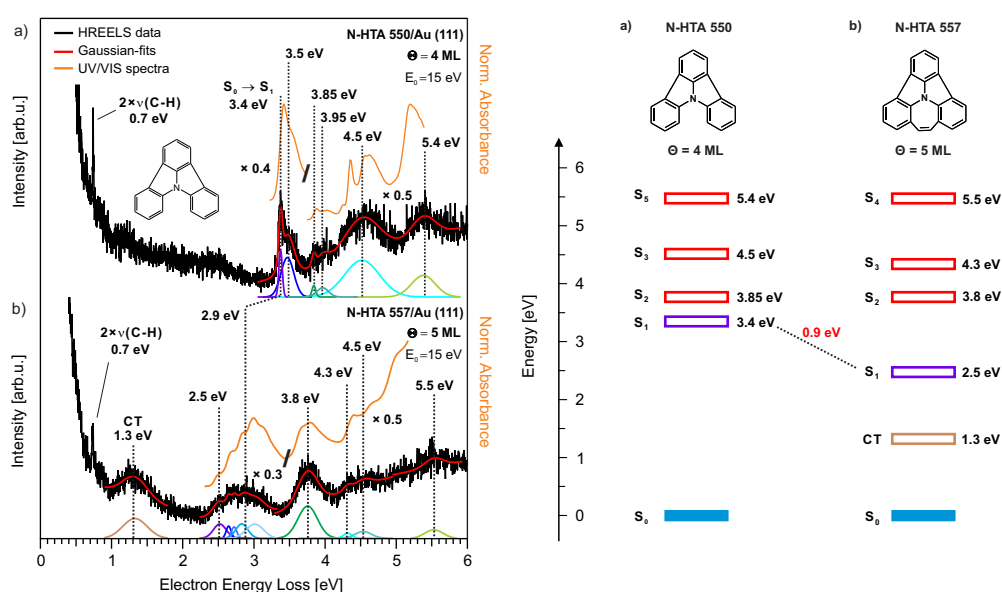 a)
HREELS data
Gaussian-fits
UV/VIS spectra
N-HTA 550/Au (111)
Θ = 4 ML
E₀=15 eV
3.5 eV
S₀ → S₁
3.4 eV
3.85 eV
3.95 eV
4.5 eV
5.4 eV
2×ν(C-H)
0.7 eV
× 0.4
× 0.5
N
Intensity [arb.u.]
Norm. Absorbance
b)
2.9 eV
N-HTA 557/Au (111)
Θ = 5 ML
E₀=15 eV
2×ν(C-H)
0.7 eV
CT
1.3 eV
2.5 eV
3.8 eV
4.3 eV
4.5 eV
5.5 eV
× 0.3
× 0.5
Intensity [arb.u.]
Norm. Absorbance
0 1 2 3 4 5 6
Electron Energy Loss [eV]
a) N-HTA 550
N
Θ = 4 ML
b) N-HTA 557
N
Θ = 5 ML
Energy [eV]
6
5
4
3
2
1
0
S₅ 5.4 eV
S₃ 4.5 eV
S₂ 3.85 eV
S₁ 3.4 eV
S₀
0.9 eV
S₄ 5.5 eV
S₃ 4.3 eV
S₂ 3.8 eV
S₁ 2.5 eV
CT 1.3 eV
S₀